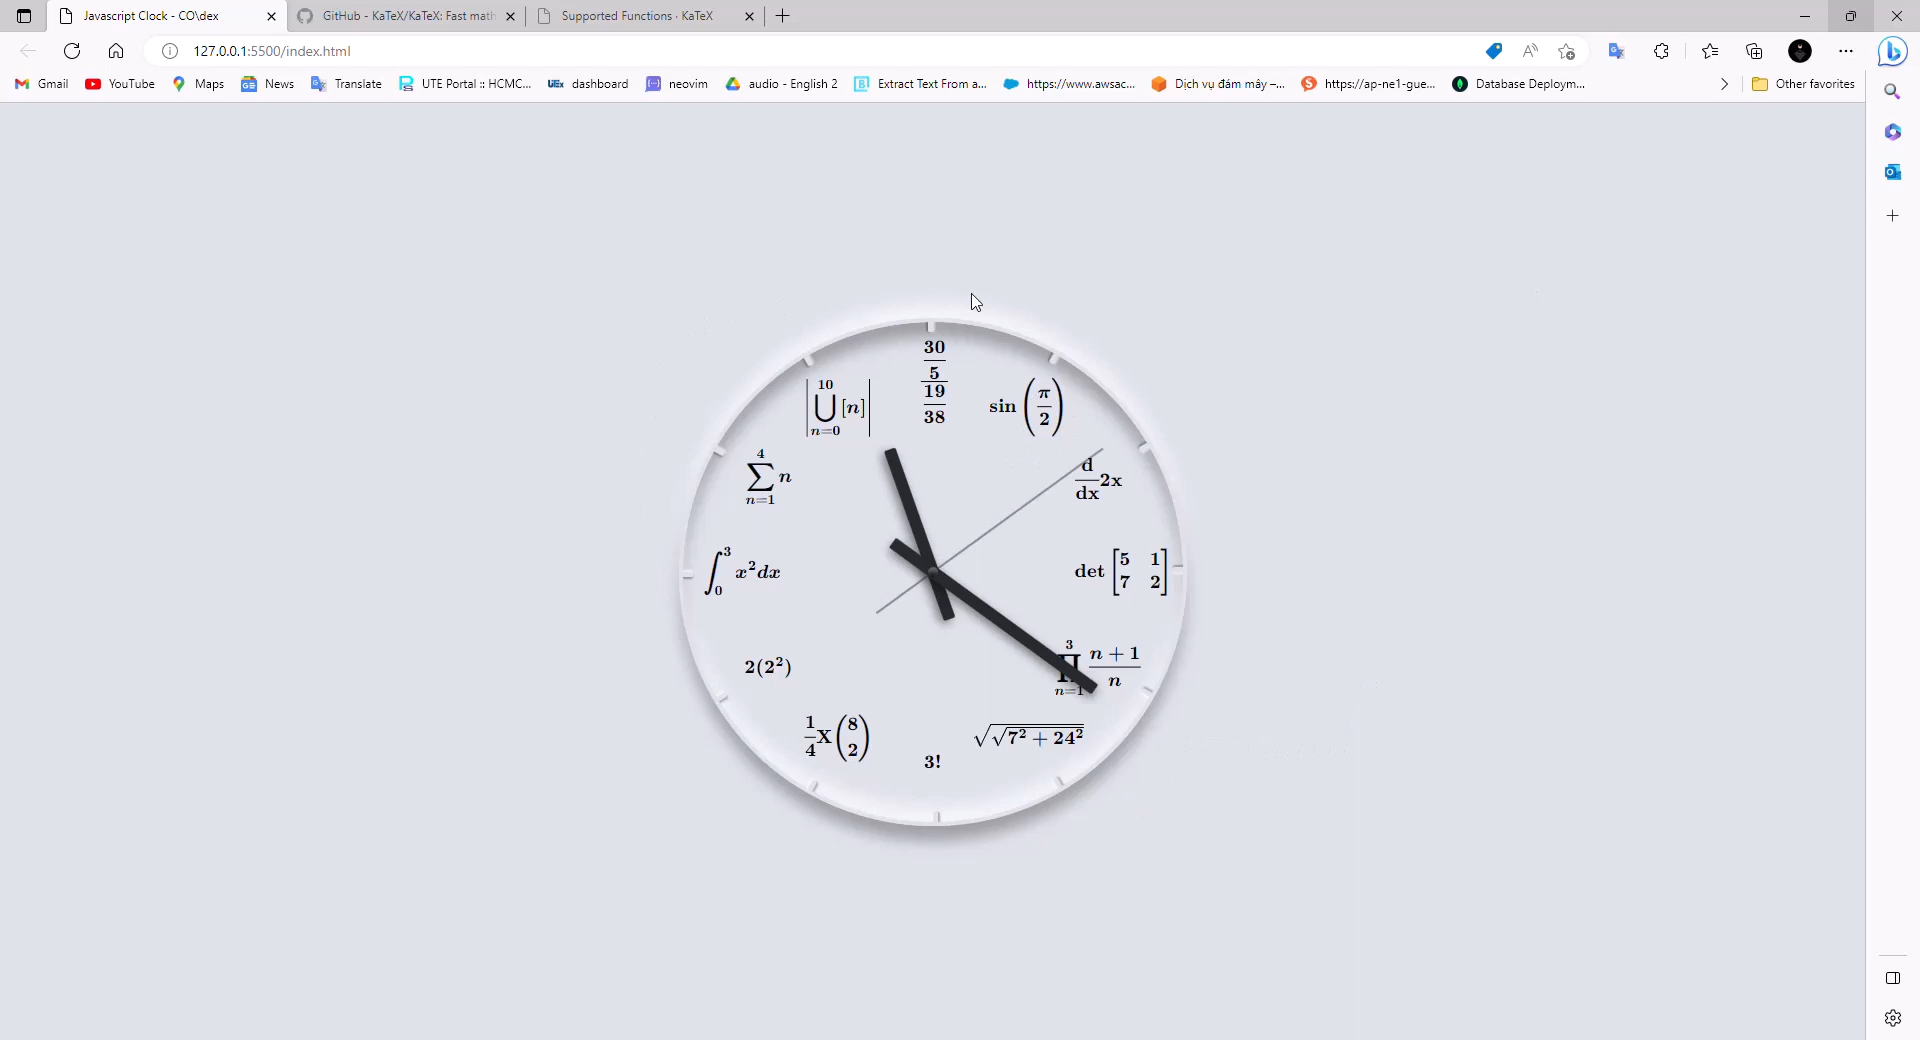 Javascript Clock - CO\dex
GitHub - KaTeX/KaTeX: Fast math
Supported Functions · KaTeX
127.0.0.1:5500/index.html
Gmail
YouTube
Maps
News
Translate
UTE Portal :: HCMC...
UEx dashboard
neovim
audio - English 2
Extract Text From a...
https://www.awsac...
Dịch vụ đám mây –...
https://ap-ne1-gue...
Database Deploym...
Other favorites
30
5
19
38
sin (π/2)
d/dx 2x
det [5 1
7 2]
3
∏ (n + 1)/n
n=1
√√7² + 24²
3!
1/4 X (8
2)
2(2²)
∫₀³ x²dx
4
∑ n
n=1
10
|⋃ [n]|
n=0